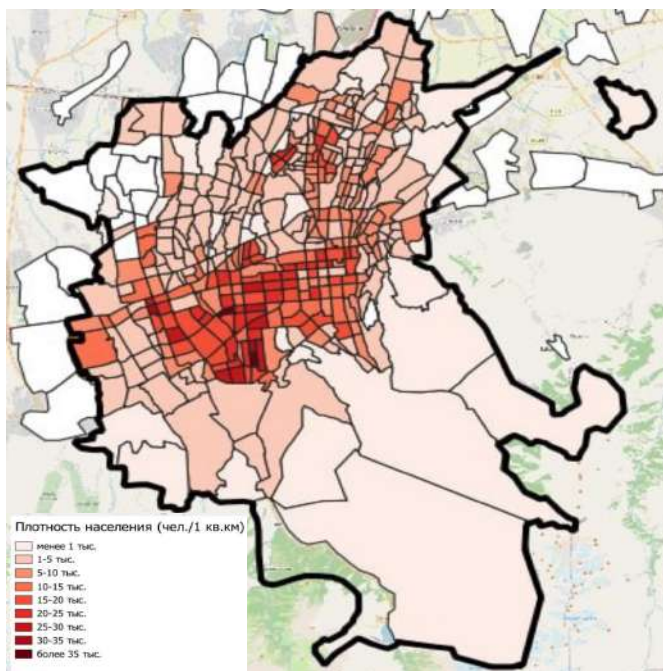 Плотность населения (чел./1 кв.км)
менее 1 тыс.
1-5 тыс.
5-10 тыс.
10-15 тыс.
15-20 тыс.
20-25 тыс.
25-30 тыс.
30-35 тыс.
более 35 тыс.